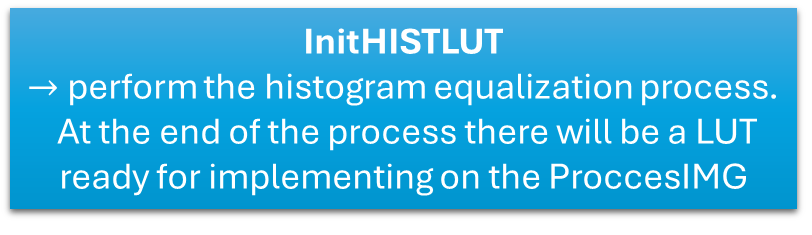 InitHISTLUT
→ perform the histogram equalization process.
At the end of the process there will be a LUT
ready for implementing on the ProccesIMG